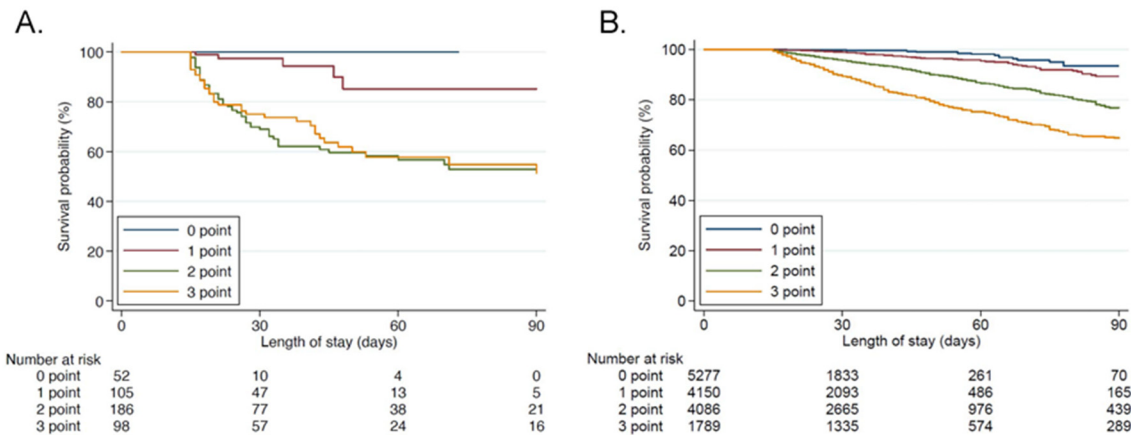 A.
Survival probability (%)
100
80
60
40
20
0
0 point
1 point
2 point
3 point
0 30 60 90
Length of stay (days)
Number at risk
0 point 52 10 4 0
1 point 105 47 13 5
2 point 186 77 38 21
3 point 98 57 24 16
B.
Survival probability (%)
100
80
60
40
20
0
0 point
1 point
2 point
3 point
0 30 60 90
Length of stay (days)
Number at risk
0 point 5277 1833 261 70
1 point 4150 2093 486 165
2 point 4086 2665 976 439
3 point 1789 1335 574 289